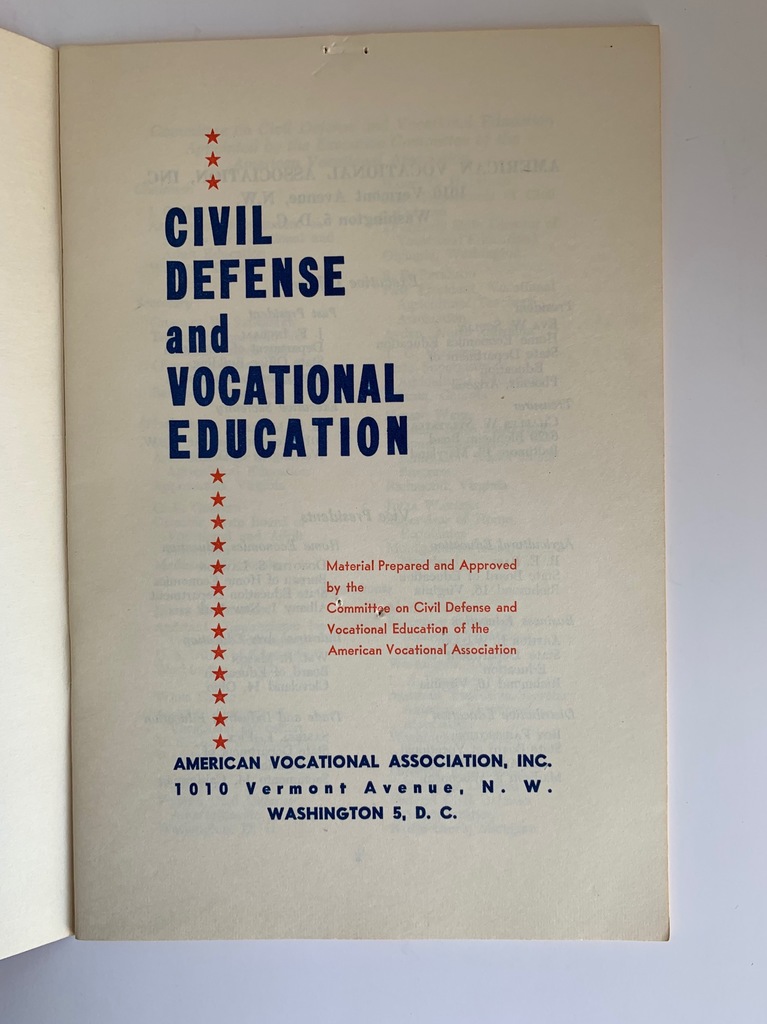 CIVIL
DEFENSE
and
VOCATIONAL
EDUCATION
Material Prepared and Approved
by the
Committee on Civil Defense and
Vocational Education of the
American Vocational Association
AMERICAN VOCATIONAL ASSOCIATION, INC.
1010 Vermont Avenue, N. W.
WASHINGTON 5, D. C.